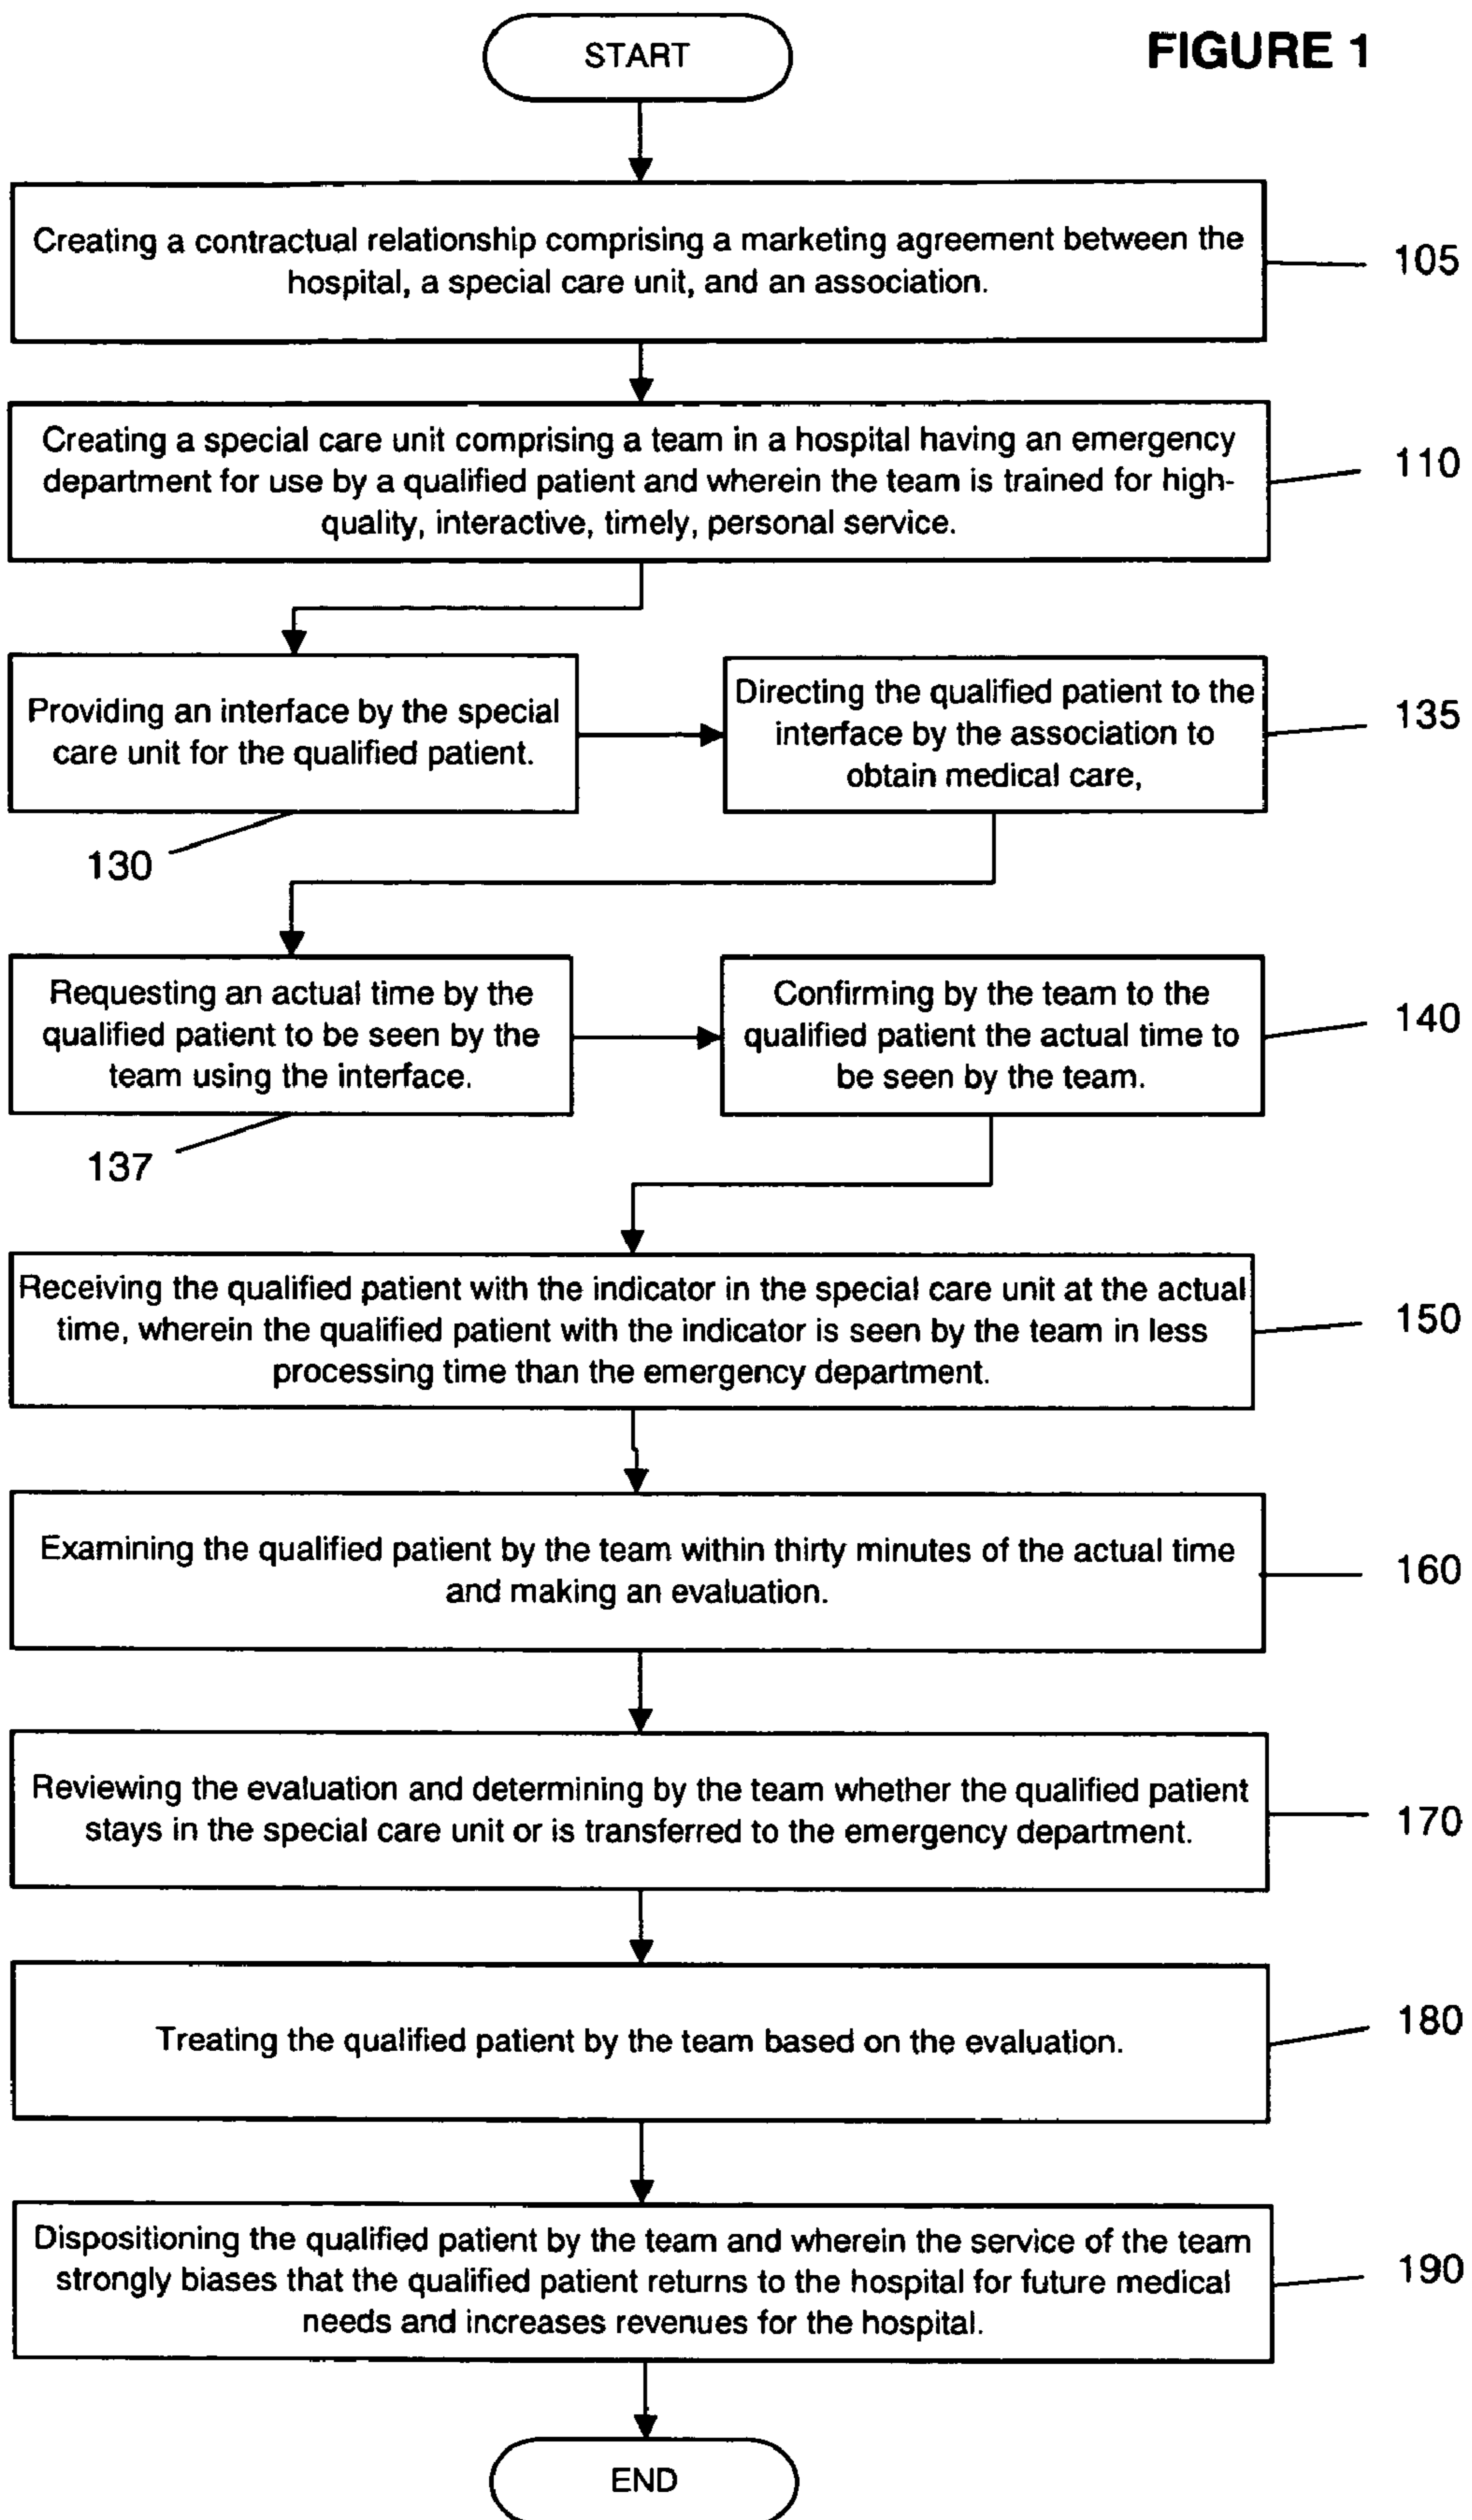 START
FIGURE 1
Creating a contractual relationship comprising a marketing agreement between the
hospital, a special care unit, and an association.
105
Creating a special care unit comprising a team in a hospital having an emergency
department for use by a qualified patient and wherein the team is trained for high-
quality, interactive, timely, personal service.
110
Providing an interface by the special
care unit for the qualified patient.
130
Directing the qualified patient to the
interface by the association to
obtain medical care,
135
Requesting an actual time by the
qualified patient to be seen by the
team using the interface.
137
Confirming by the team to the
qualified patient the actual time to
be seen by the team.
140
Receiving the qualified patient with the indicator in the special care unit at the actual
time, wherein the qualified patient with the indicator is seen by the team in less
processing time than the emergency department.
150
Examining the qualified patient by the team within thirty minutes of the actual time
and making an evaluation.
160
Reviewing the evaluation and determining by the team whether the qualified patient
stays in the special care unit or is transferred to the emergency department.
170
Treating the qualified patient by the team based on the evaluation.
180
Dispositioning the qualified patient by the team and wherein the service of the team
strongly biases that the qualified patient returns to the hospital for future medical
needs and increases revenues for the hospital.
190
END